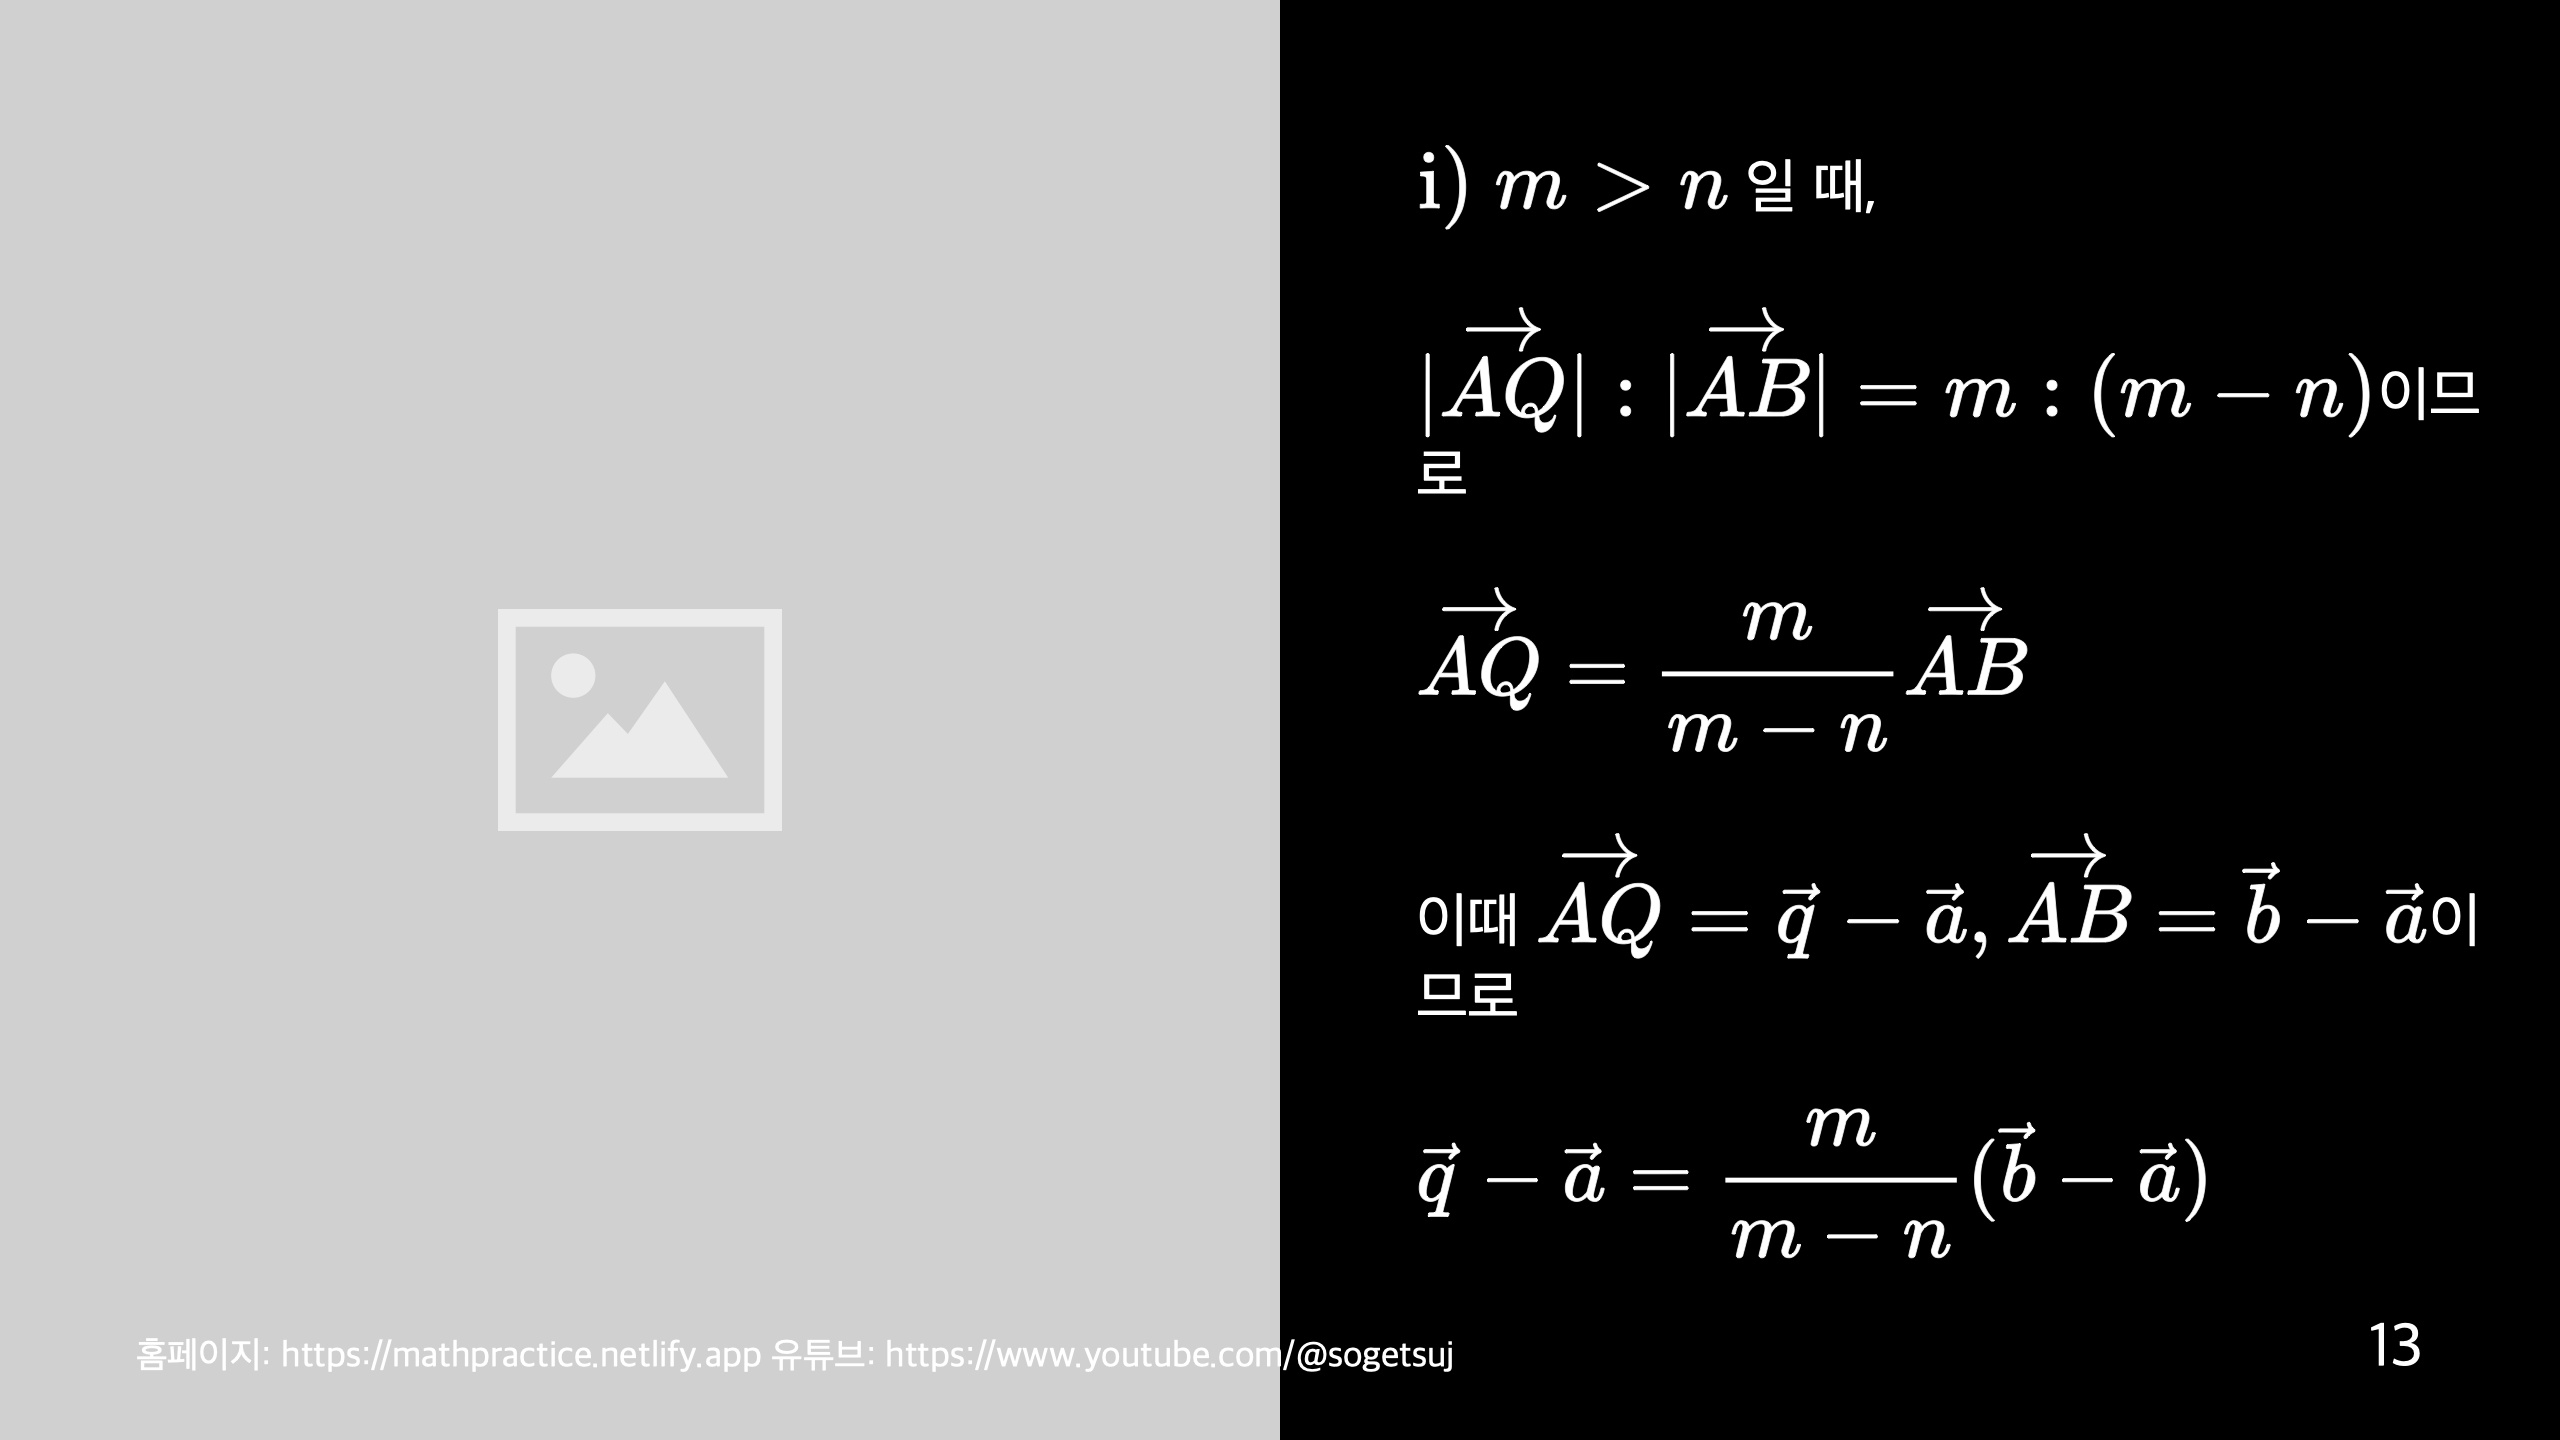 i) m > n 일 때,
|\overrightarrow{AQ}| : |\overrightarrow{AB}| = m : (m − n)이므
로
\overrightarrow{AQ} = \frac{m}{m − n}\overrightarrow{AB}
이때 \overrightarrow{AQ} = \vec{q} − \vec{a}, \overrightarrow{AB} = \vec{b} − \vec{a}이
므로
\vec{q} − \vec{a} = \frac{m}{m − n}(\vec{b} − \vec{a})
홈페이지: https://mathpractice.netlify.app 유튜브: https://www.youtube.com/@sogetsuj
13